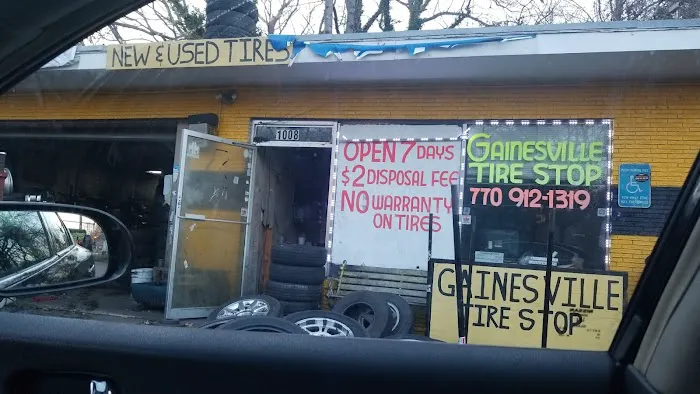 NEW & USED TIRES
1008
OPEN 7 DAYS
$2 DISPOSAL FEE
NO WARRANTY
ON TIRES
GAINESVILLE
TIRE STOP
770 912-1319
GAINESVILLE
TIRE STOP